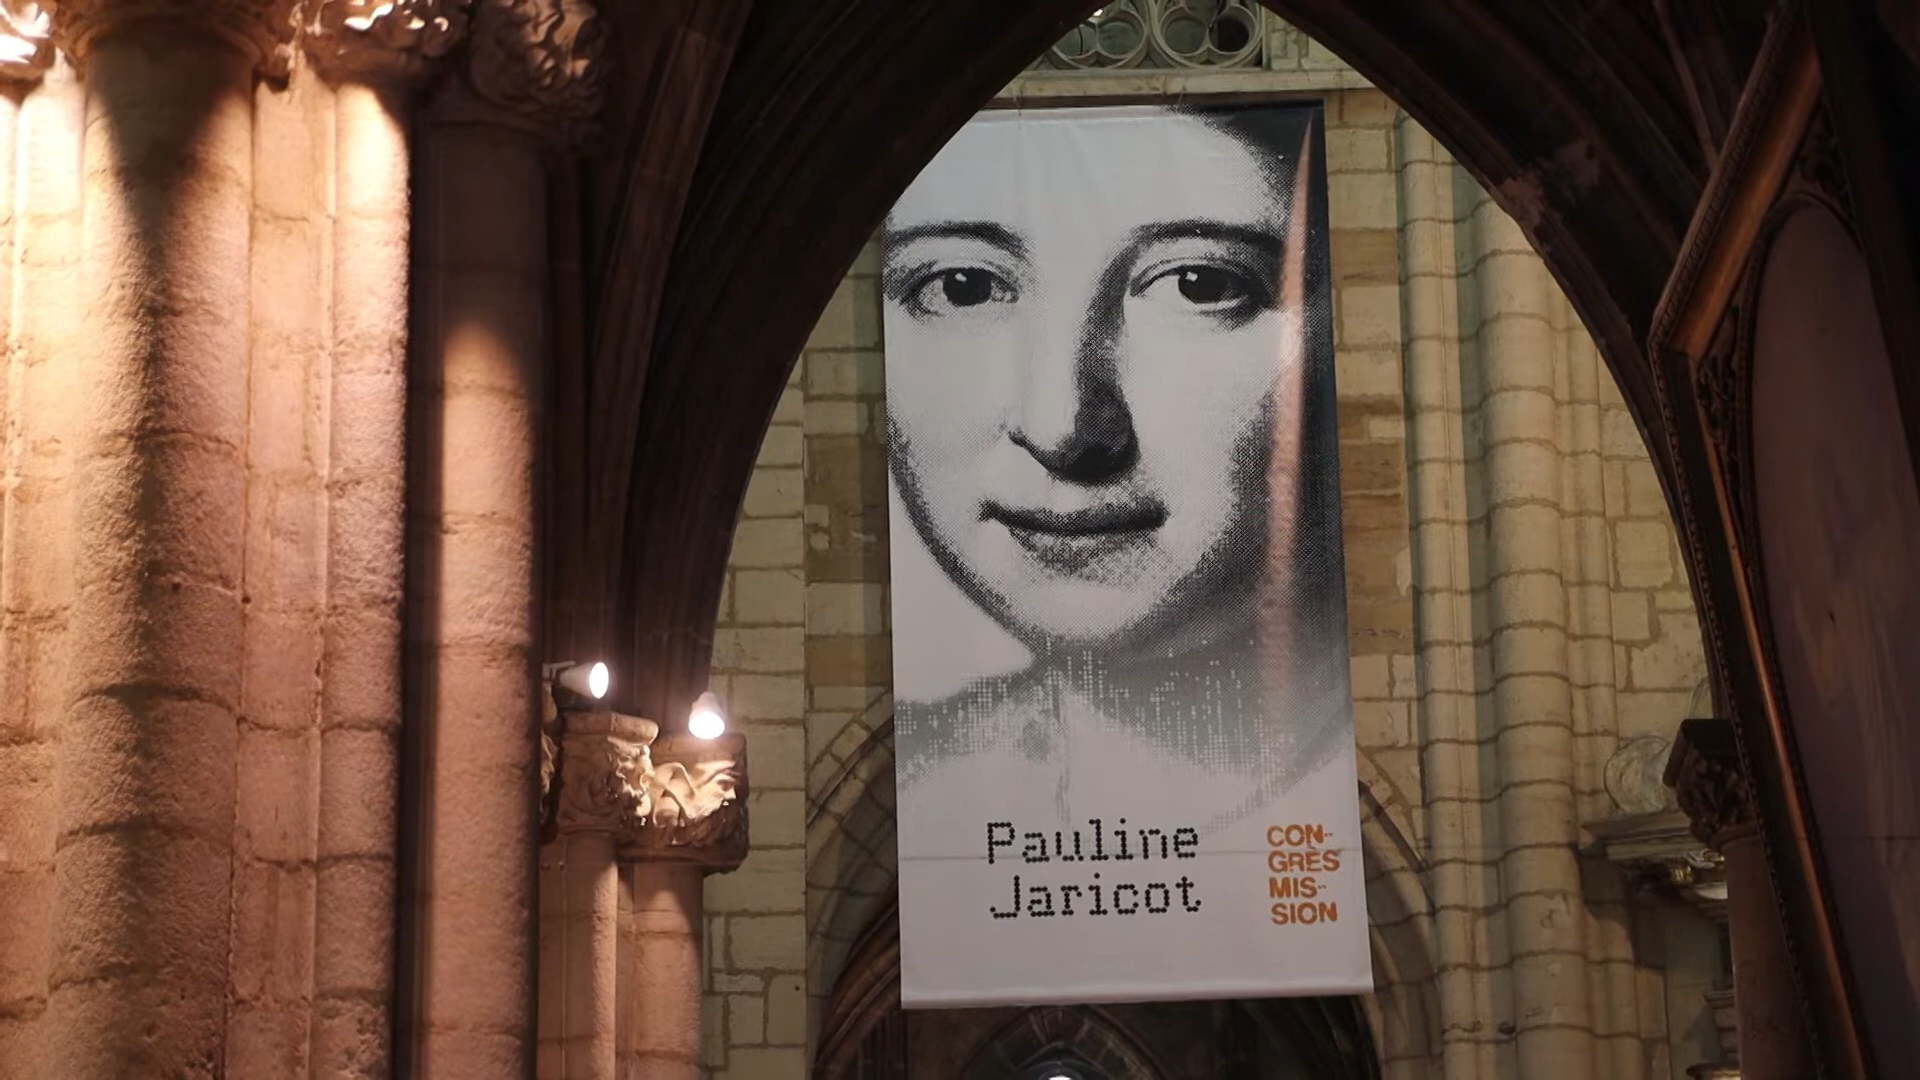 Pauline
Jaricot
CON-
GRÈS
MIS-
SION